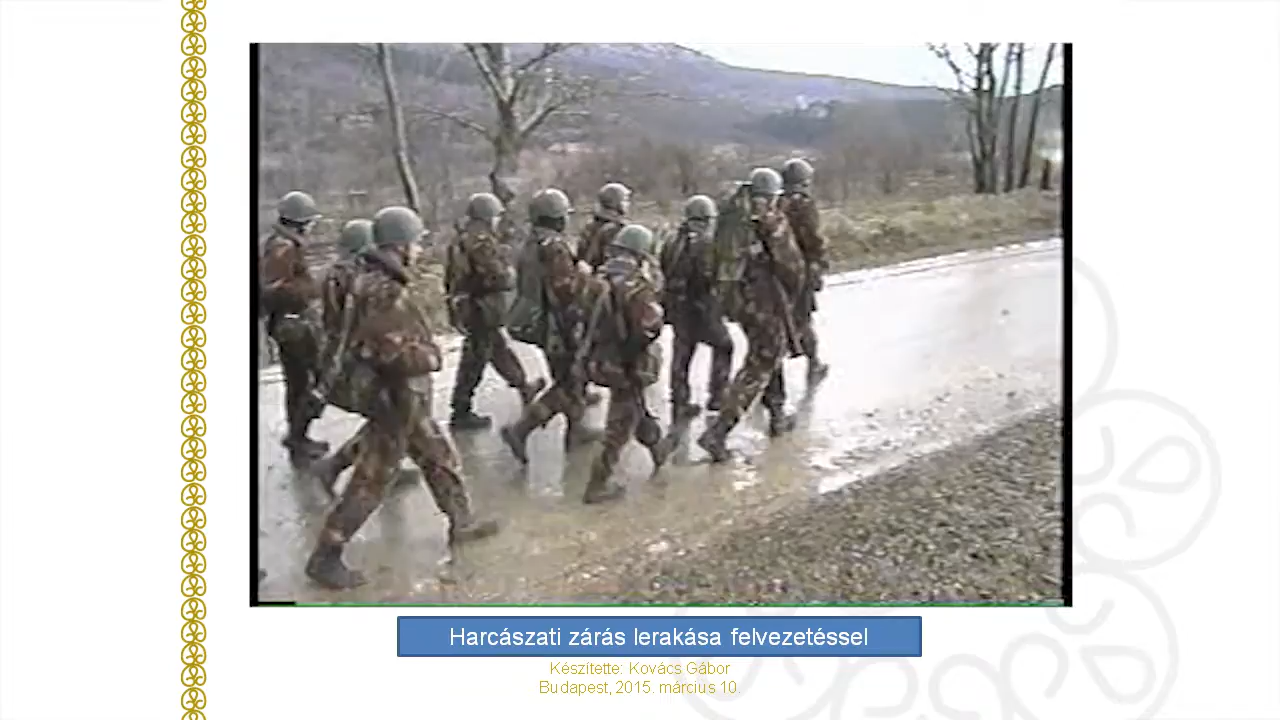 Harcászati zárás lerakása felvezetéssel
Készítette: Kovács Gábor
Budapest, 2015. március 10.